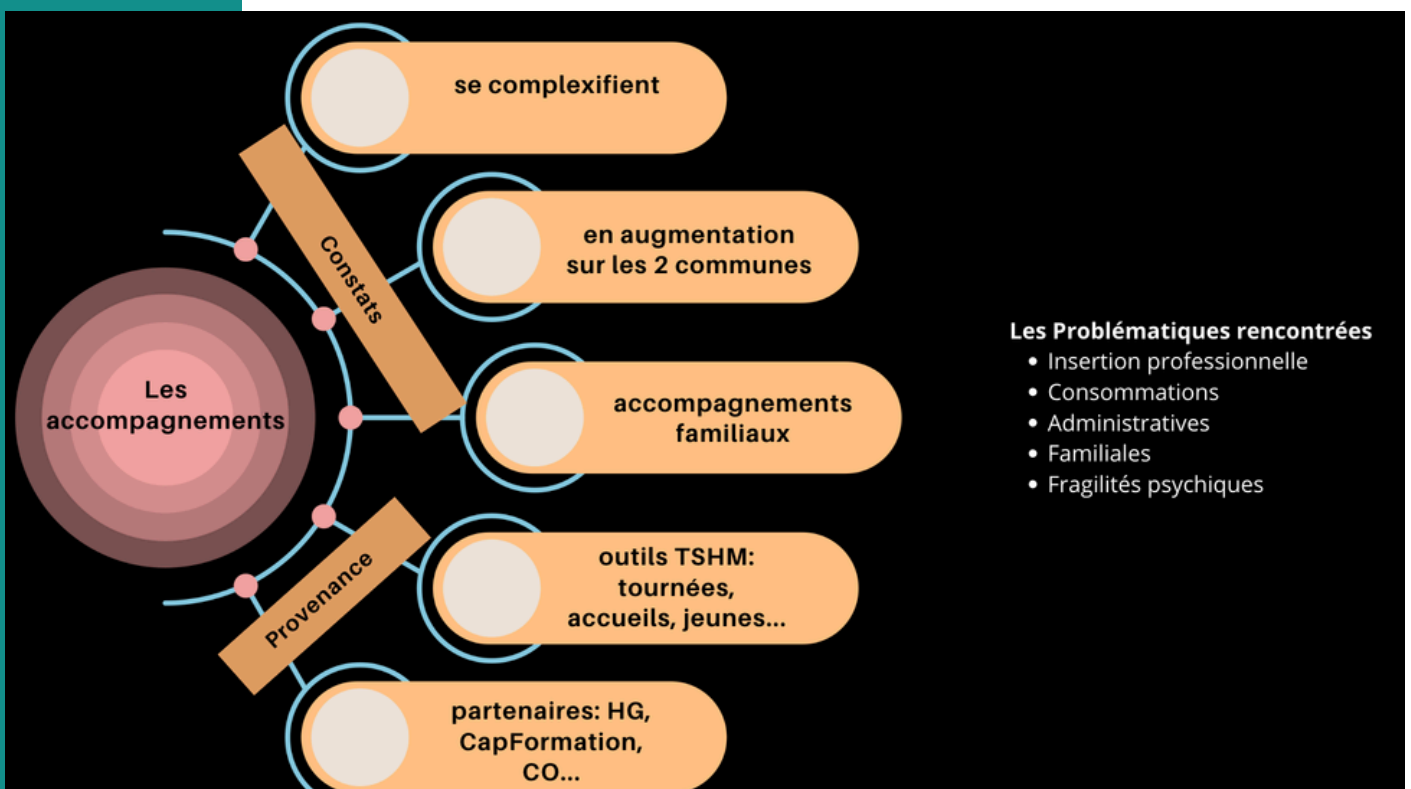 se complexifient
en augmentation
sur les 2 communes
Constats
Les
accompagnements
accompagnements
familiaux
Provenance
outils TSHM:
tournées,
accueils, jeunes...
partenaires: HG,
CapFormation,
CO...
Les Problématiques rencontrées
• Insertion professionnelle
• Consommations
• Administratives
• Familiales
• Fragilités psychiques